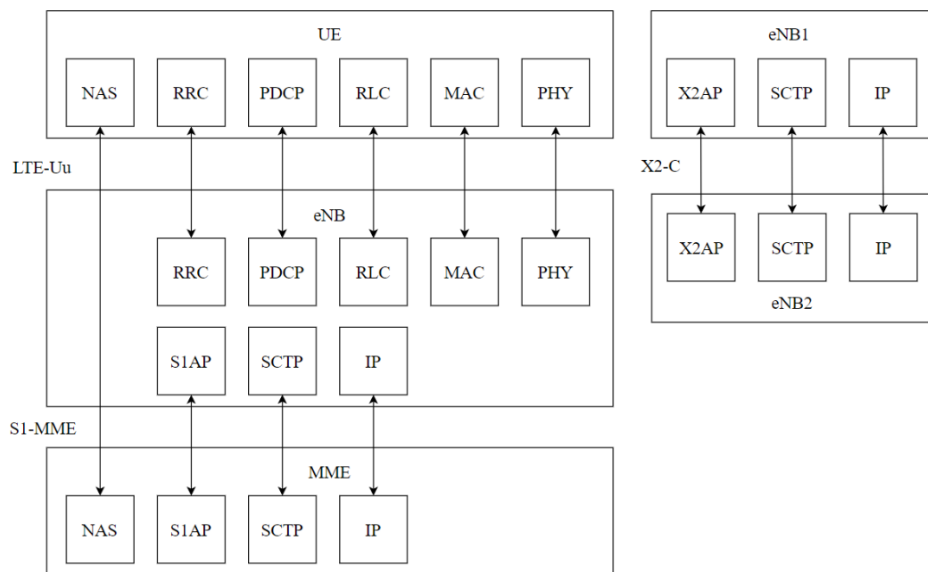 UE
NAS RRC PDCP RLC MAC PHY
LTE-Uu
eNB
RRC PDCP RLC MAC PHY
S1AP SCTP IP
S1-MME
MME
NAS S1AP SCTP IP
eNB1
X2AP SCTP IP
X2-C
X2AP SCTP IP
eNB2